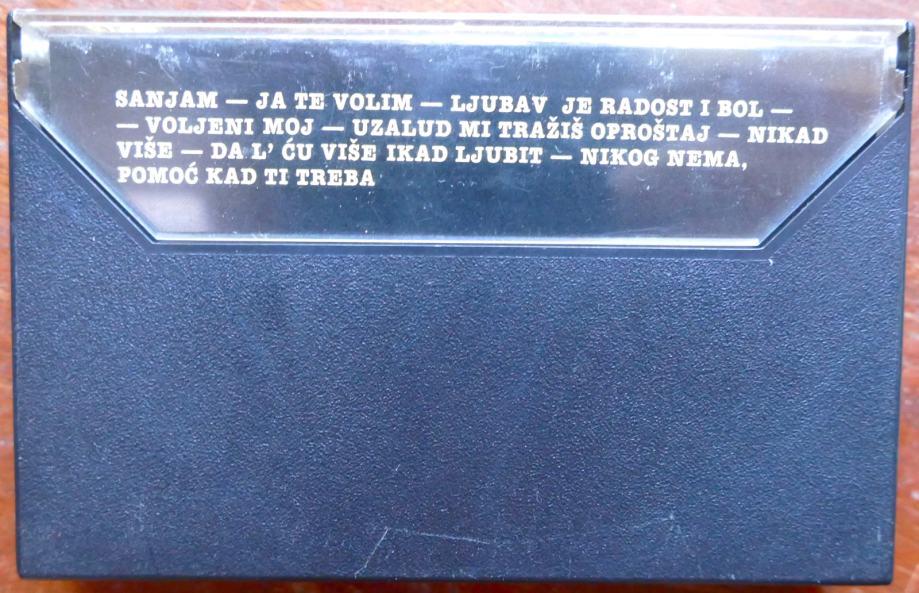 SANJAM — JA TE VOLIM — LJUBAV JE RADOST I BOL —
— VOLJENI MOJ — UZALUD MI TRAŽIŠ OPROŠTAJ — NIKAD
VIŠE — DA L' ĆU VIŠE IKAD LJUBIT — NIKOG NEMA,
POMOĆ KAD TI TREBA